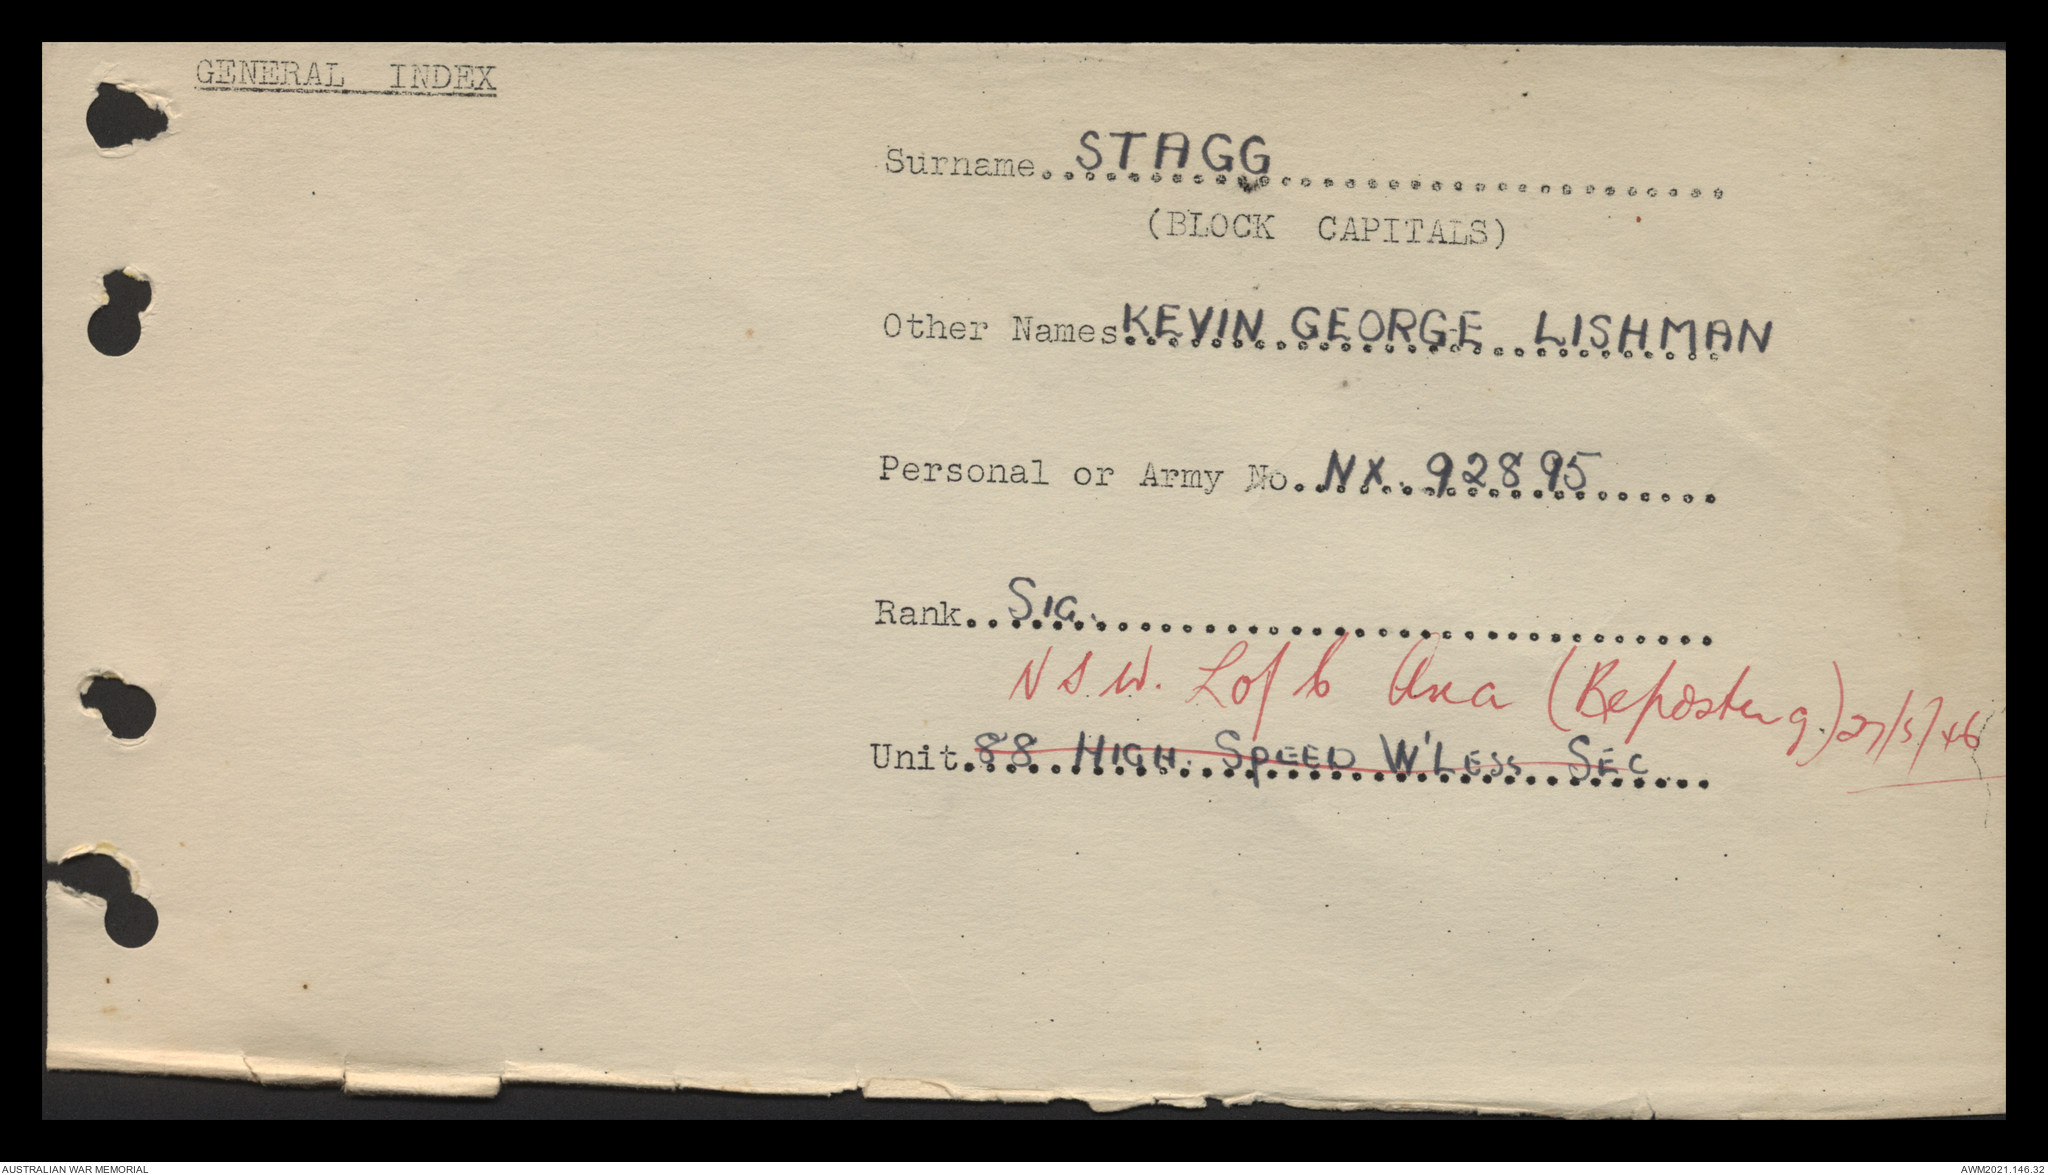 GENERAL INDEX
Surname..STAGG
(BLOCK CAPITALS)
Other Names KEVIN GEORGE LISHMAN
Personal or Army No. NX. 92895
Rank..SIG.
N S W. L of C Area (Reposting.) 27/5/46
Unit. 88 HIGH SPEED W'LESS SEC
AUSTRALIAN WAR MEMORIAL
AWM2021.146.32